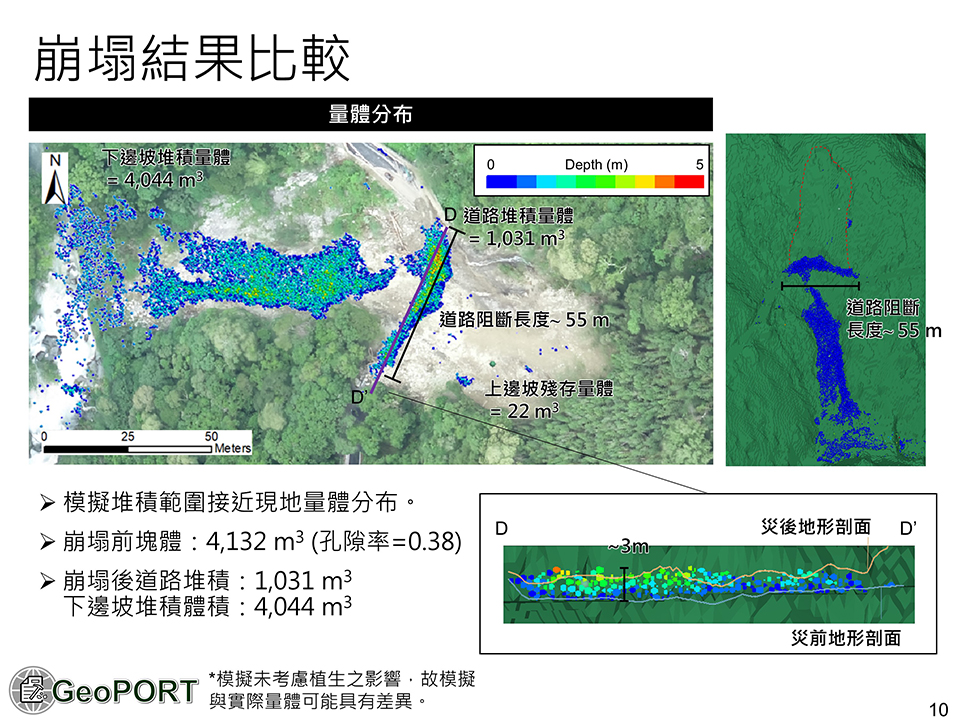 崩塌結果比較
量體分布
N
下邊坡堆積量體
= 4,044 m³
0 Depth (m) 5
D 道路堆積量體
= 1,031 m³
道路阻斷長度~ 55 m
上邊坡殘存量體
= 22 m³
D’
0 25 50
Meters
道路阻斷
長度~ 55 m
➢ 模擬堆積範圍接近現地量體分布。
➢ 崩塌前塊體：4,132 m³ (孔隙率=0.38)
➢ 崩塌後道路堆積：1,031 m³
下邊坡堆積體積：4,044 m³
D 災後地形剖面 D’
~3m
災前地形剖面
GeoPORT
*模擬未考慮植生之影響，故模擬
與實際量體可能具有差異。
10